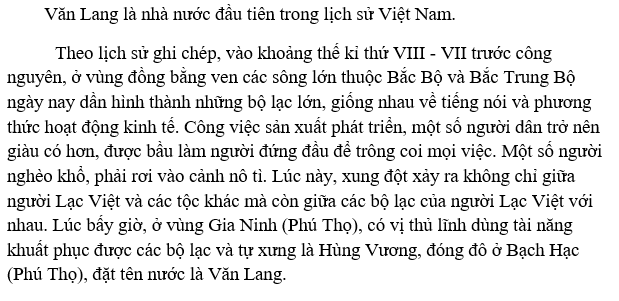 Văn Lang là nhà nước đầu tiên trong lịch sử Việt Nam.
Theo lịch sử ghi chép, vào khoảng thế kỉ thứ VIII - VII trước công
nguyên, ở vùng đồng bằng ven các sông lớn thuộc Bắc Bộ và Bắc Trung Bộ
ngày nay dần hình thành những bộ lạc lớn, giống nhau về tiếng nói và phương
thức hoạt động kinh tế. Công việc sản xuất phát triển, một số người dân trở nên
giàu có hơn, được bầu làm người đứng đầu để trông coi mọi việc. Một số người
nghèo khổ, phải rơi vào cảnh nô tì. Lúc này, xung đột xảy ra không chỉ giữa
người Lạc Việt và các tộc khác mà còn giữa các bộ lạc của người Lạc Việt với
nhau. Lúc bấy giờ, ở vùng Gia Ninh (Phú Thọ), có vị thủ lĩnh dùng tài năng
khuất phục được các bộ lạc và tự xưng là Hùng Vương, đóng đô ở Bạch Hạc
(Phú Thọ), đặt tên nước là Văn Lang.